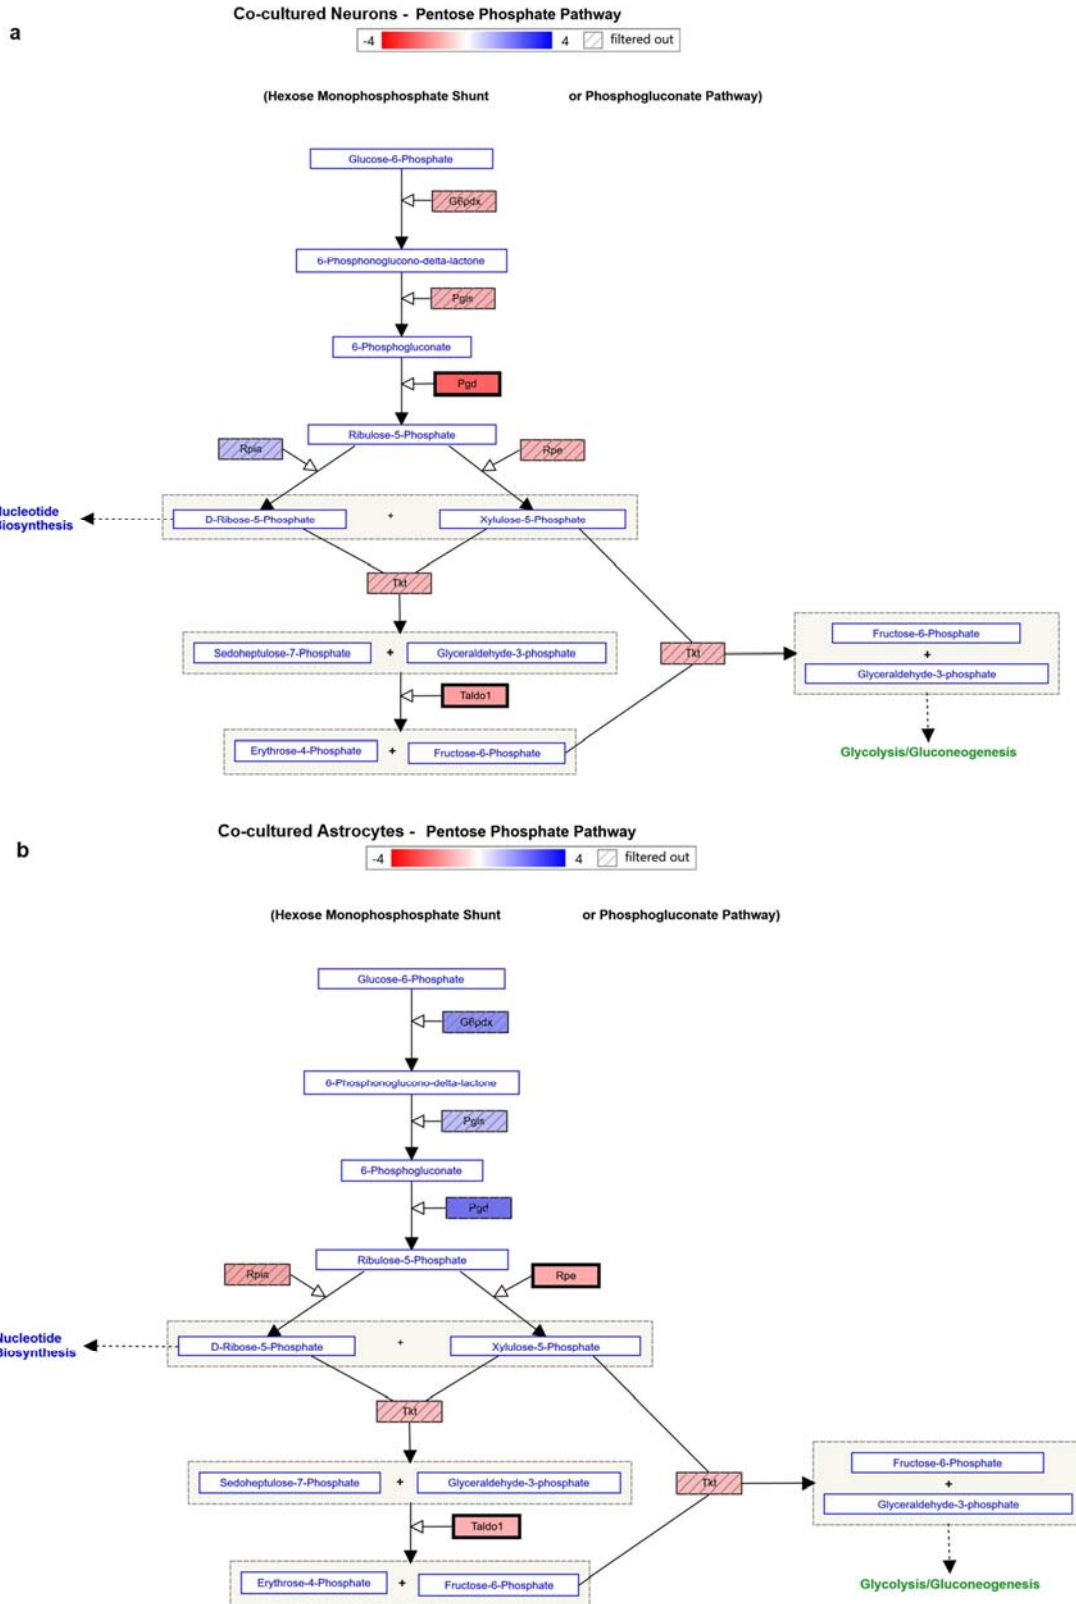 a
Co-cultured Neurons - Pentose Phosphate Pathway
-4 4 filtered out
(Hexose Monophosphosphate Shunt or Phosphogluconate Pathway)
Glucose-6-Phosphate
G6pdx
6-Phosphonoglucono-delta-lactone
Pgls
6-Phosphogluconate
Pgd
Ribulose-5-Phosphate
Rpia
Rpe
Nucleotide
Biosynthesis
D-Ribose-5-Phosphate + Xylulose-5-Phosphate
Tkt
Sedoheptulose-7-Phosphate + Glyceraldehyde-3-phosphate
Tkt
Fructose-6-Phosphate
+
Glyceraldehyde-3-phosphate
Taldo1
Erythrose-4-Phosphate + Fructose-6-Phosphate
Glycolysis/Gluconeogenesis
b
Co-cultured Astrocytes - Pentose Phosphate Pathway
-4 4 filtered out
(Hexose Monophosphosphate Shunt or Phosphogluconate Pathway)
Glucose-6-Phosphate
G6pdx
6-Phosphonoglucono-delta-lactone
Pgls
6-Phosphogluconate
Pgd
Ribulose-5-Phosphate
Rpia
Rpe
Nucleotide
Biosynthesis
D-Ribose-5-Phosphate + Xylulose-5-Phosphate
Tkt
Sedoheptulose-7-Phosphate + Glyceraldehyde-3-phosphate
Tkt
Fructose-6-Phosphate
+
Glyceraldehyde-3-phosphate
Taldo1
Erythrose-4-Phosphate + Fructose-6-Phosphate
Glycolysis/Gluconeogenesis